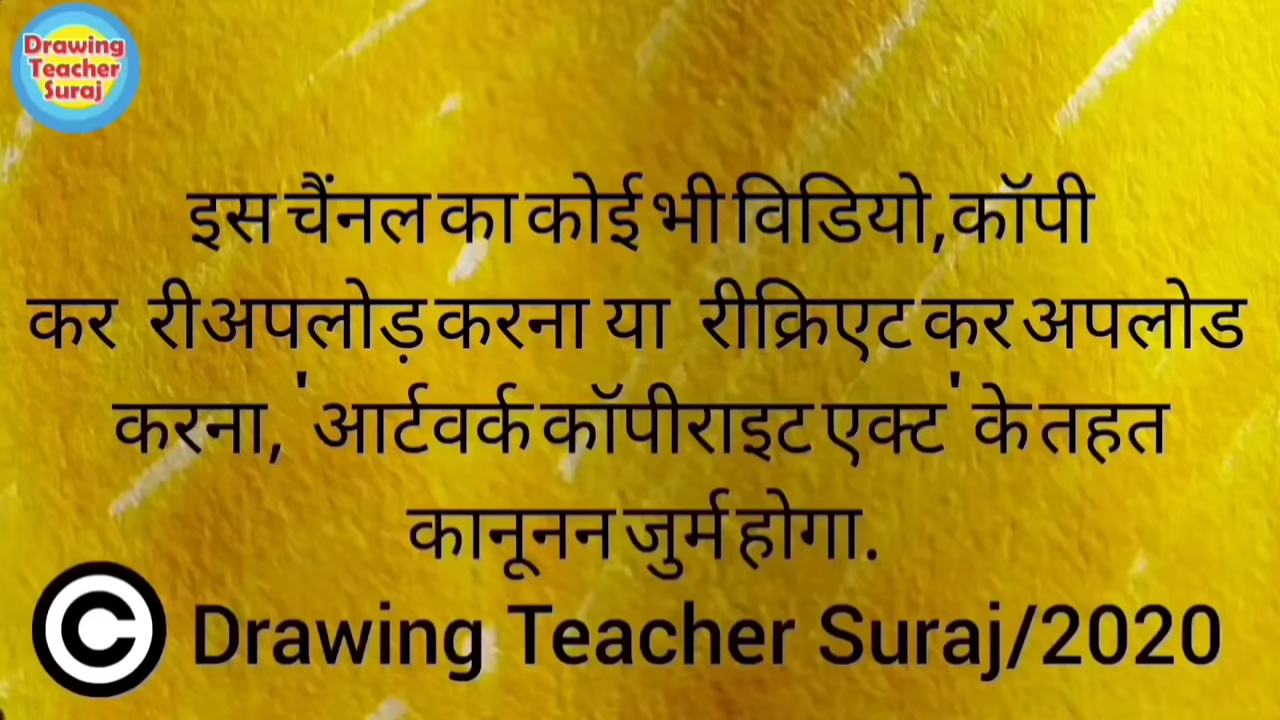 Drawing
Teacher
Suraj
इस चैंनल का कोई भी विडियो,कॉपी
कर रीअपलोड़ करना या रीक्रिएट कर अपलोड
करना, 'आर्टवर्क कॉपीराइट एक्ट' के तहत
कानूनन जुर्म होगा.
© Drawing Teacher Suraj/2020